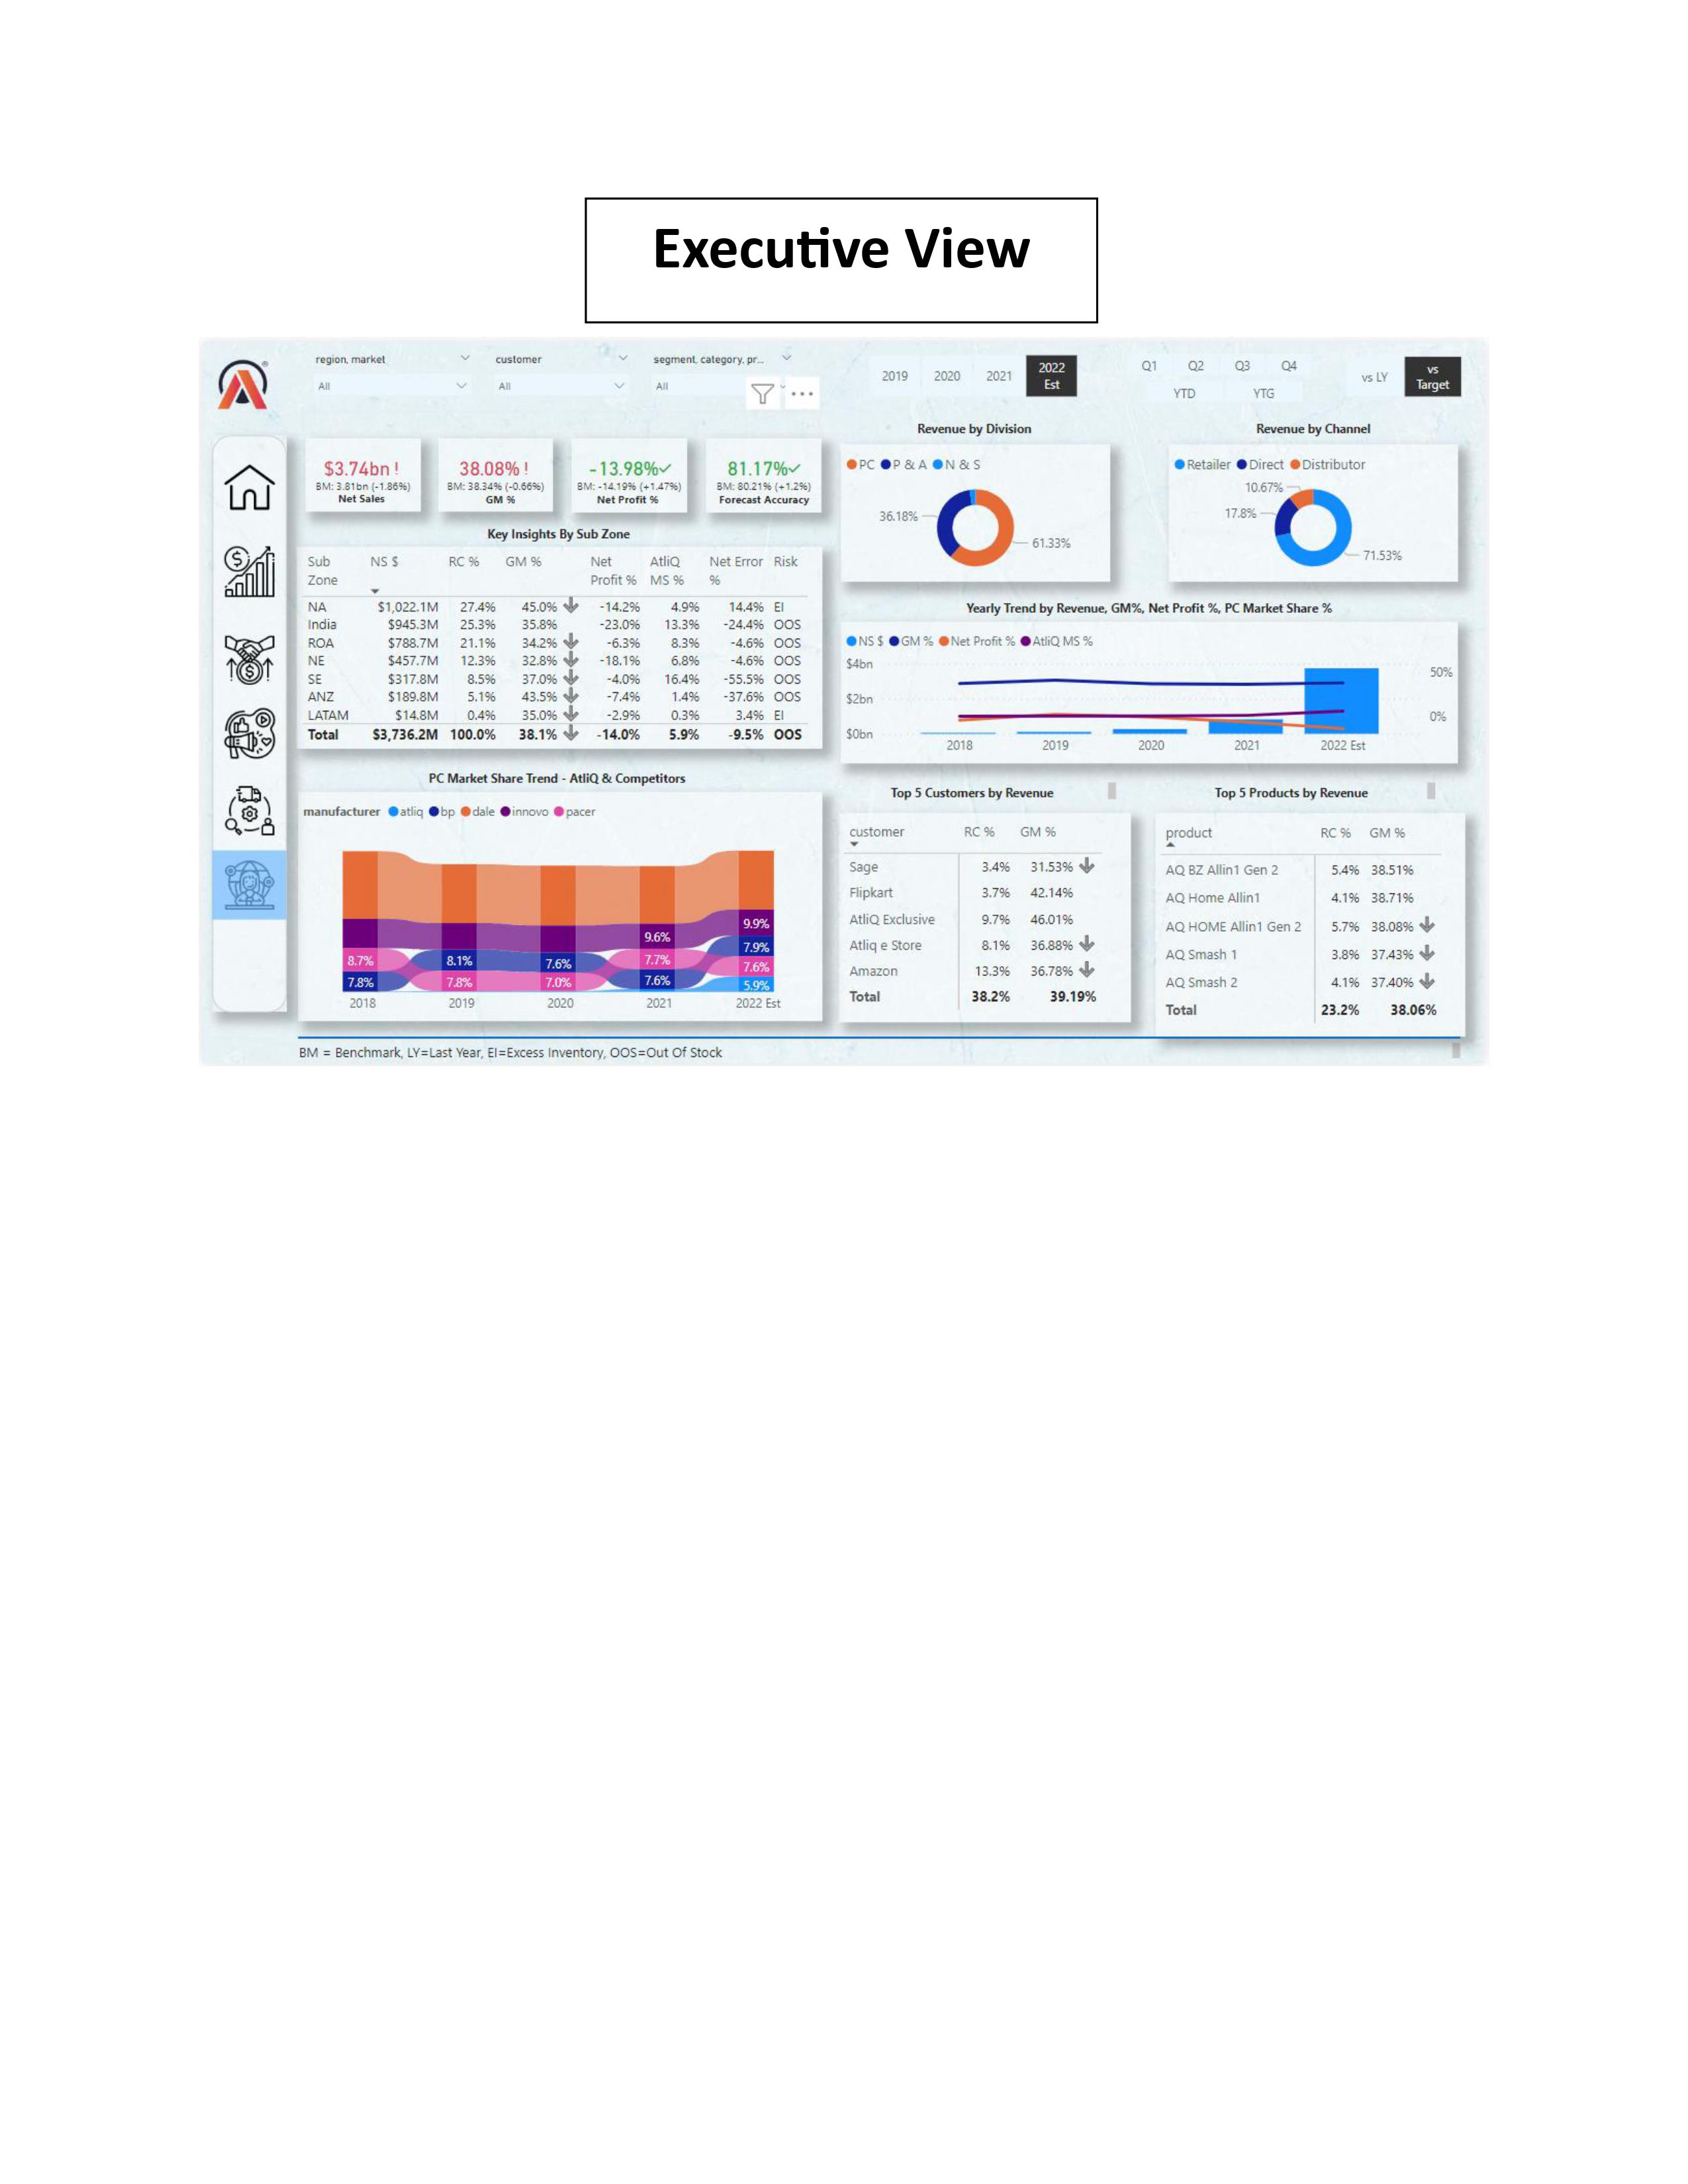 Executive View
region, market
customer
segment, category, pr...
All
All
All
2019 2020 2021 2022 Est
Q1 Q2 Q3 Q4
YTD YTG
vs LY
vs Target
$3.74bn !
BM: 3.81bn (-1.86%)
Net Sales
38.08% !
BM: 38.34% (-0.66%)
GM %
-13.98%✓
BM: -14.19% (+1.47%)
Net Profit %
81.17%✓
BM: 80.21% (+1.2%)
Forecast Accuracy
Revenue by Division
PC P & A N & S
36.18%
61.33%
Revenue by Channel
Retailer Direct Distributor
10.67%
17.8%
71.53%
Key Insights By Sub Zone
Sub Zone NS $ RC % GM % Net Profit % AtliQ MS % Net Error % Risk
NA $1,022.1M 27.4% 45.0% -14.2% 4.9% 14.4% EI
India $945.3M 25.3% 35.8% -23.0% 13.3% -24.4% OOS
ROA $788.7M 21.1% 34.2% -6.3% 8.3% -4.6% OOS
NE $457.7M 12.3% 32.8% -18.1% 6.8% -4.6% OOS
SE $317.8M 8.5% 37.0% -4.0% 16.4% -55.5% OOS
ANZ $189.8M 5.1% 43.5% -7.4% 1.4% -37.6% OOS
LATAM $14.8M 0.4% 35.0% -2.9% 0.3% 3.4% EI
Total $3,736.2M 100.0% 38.1% -14.0% 5.9% -9.5% OOS
Yearly Trend by Revenue, GM%, Net Profit %, PC Market Share %
NS $ GM % Net Profit % AtliQ MS %
$4bn
$2bn
$0bn
50%
0%
2018 2019 2020 2021 2022 Est
PC Market Share Trend - AtliQ & Competitors
manufacturer atliq bp dale innovo pacer
8.7%
7.8%
8.1%
7.8%
7.6%
7.0%
9.6%
7.7%
7.6%
9.9%
7.9%
7.6%
5.9%
2018 2019 2020 2021 2022 Est
Top 5 Customers by Revenue
customer RC % GM %
Sage 3.4% 31.53%
Flipkart 3.7% 42.14%
AtliQ Exclusive 9.7% 46.01%
Atliq e Store 8.1% 36.88%
Amazon 13.3% 36.78%
Total 38.2% 39.19%
Top 5 Products by Revenue
product RC % GM %
AQ BZ Allin1 Gen 2 5.4% 38.51%
AQ Home Allin1 4.1% 38.71%
AQ HOME Allin1 Gen 2 5.7% 38.08%
AQ Smash 1 3.8% 37.43%
AQ Smash 2 4.1% 37.40%
Total 23.2% 38.06%
BM = Benchmark, LY=Last Year, EI=Excess Inventory, OOS=Out Of Stock